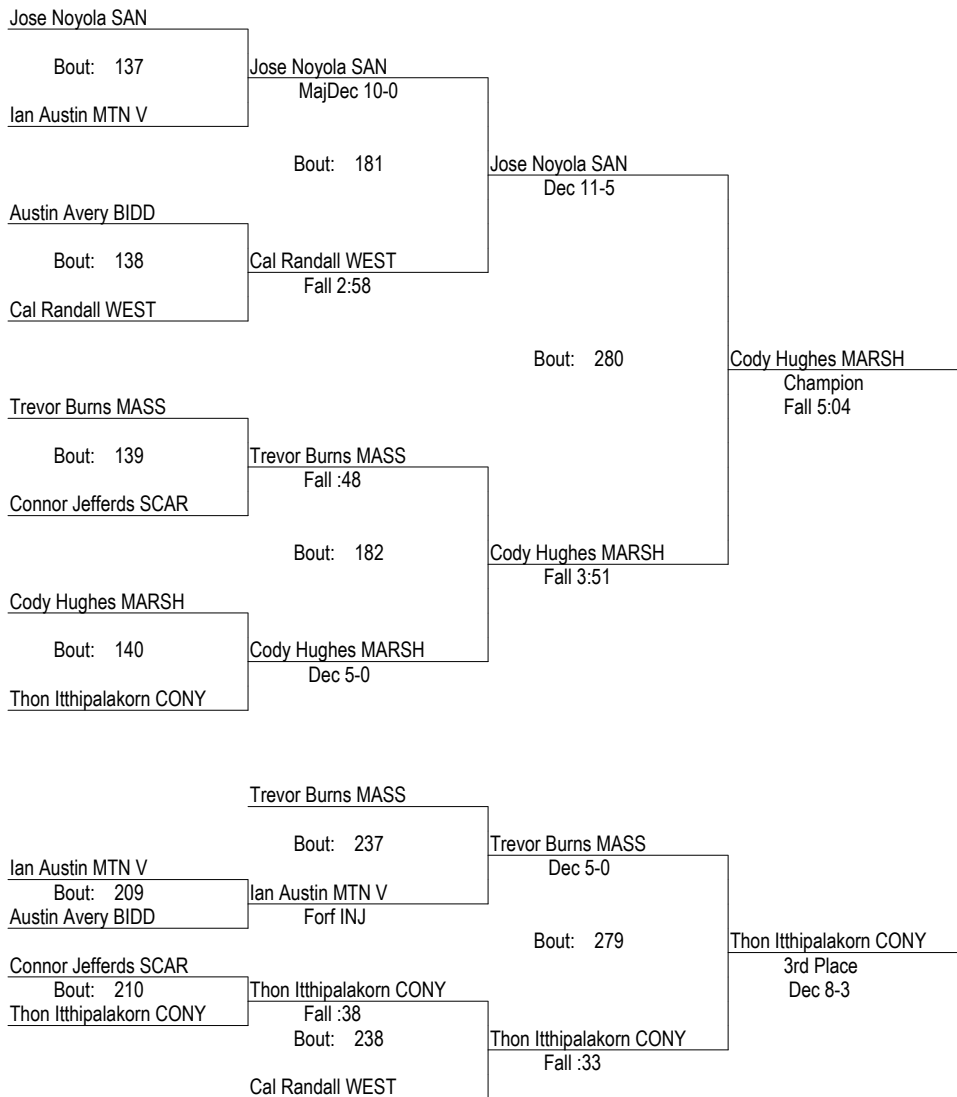 Jose Noyola SAN
Bout: 137
Jose Noyola SAN
MajDec 10-0
Ian Austin MTN V
Bout: 181
Jose Noyola SAN
Dec 11-5
Austin Avery BIDD
Bout: 138
Cal Randall WEST
Fall 2:58
Cal Randall WEST
Bout: 280
Cody Hughes MARSH
Champion
Fall 5:04
Trevor Burns MASS
Bout: 139
Trevor Burns MASS
Fall :48
Connor Jefferds SCAR
Bout: 182
Cody Hughes MARSH
Fall 3:51
Cody Hughes MARSH
Bout: 140
Cody Hughes MARSH
Dec 5-0
Thon Itthipalakorn CONY
Trevor Burns MASS
Bout: 237
Trevor Burns MASS
Dec 5-0
Ian Austin MTN V
Bout: 209
Ian Austin MTN V
Forf INJ
Austin Avery BIDD
Bout: 279
Thon Itthipalakorn CONY
3rd Place
Dec 8-3
Connor Jefferds SCAR
Bout: 210
Thon Itthipalakorn CONY
Fall :38
Thon Itthipalakorn CONY
Bout: 238
Thon Itthipalakorn CONY
Fall :33
Cal Randall WEST